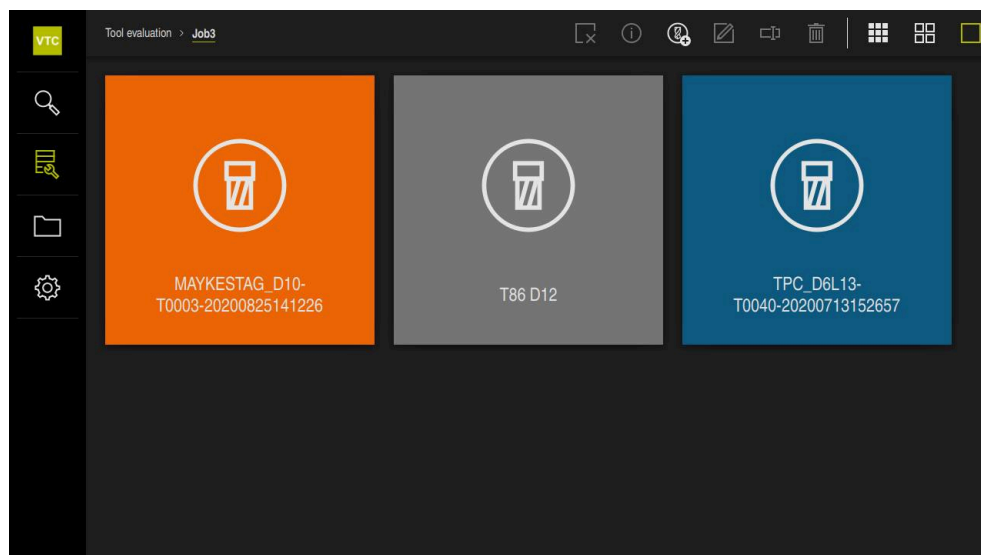 VTC
Tool evaluation > Job3
MAYKESTAG_D10-
T0003-20200825141226
T86 D12
TPC_D6L13-
T0040-20200713152657